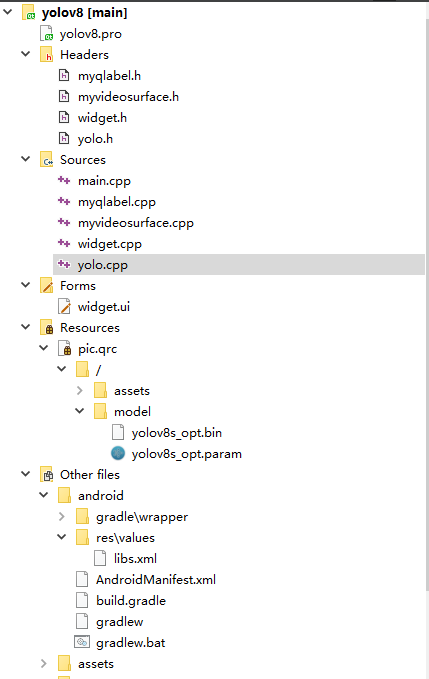 yolov8 [main]
yolov8.pro
Headers
myqlabel.h
myvideosurface.h
widget.h
yolo.h
Sources
main.cpp
myqlabel.cpp
myvideosurface.cpp
widget.cpp
yolo.cpp
Forms
widget.ui
Resources
pic.qrc
/
assets
model
yolov8s_opt.bin
yolov8s_opt.param
Other files
android
gradle\wrapper
res\values
libs.xml
AndroidManifest.xml
build.gradle
gradlew
gradlew.bat
assets